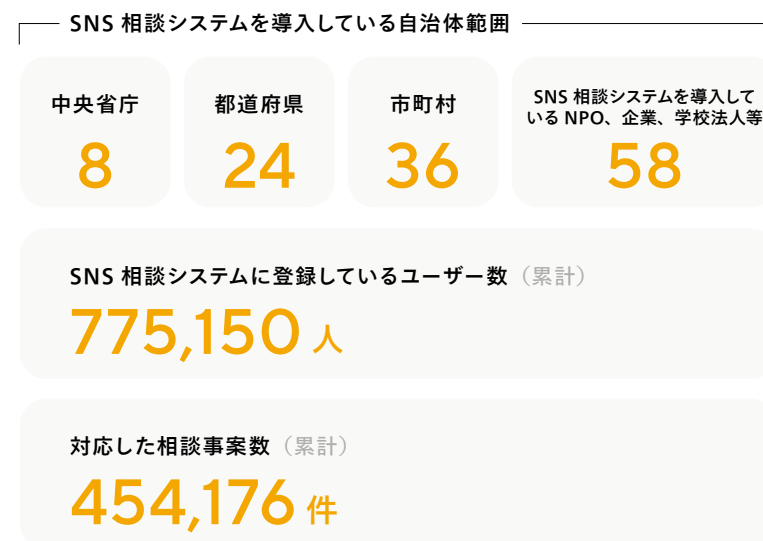 SNS 相談システムを導入している自治体範囲
中央省庁
8
都道府県
24
市町村
36
SNS 相談システムを導入して
いる NPO、企業、学校法人等
58
SNS 相談システムに登録しているユーザー数（累計）
775,150 人
対応した相談事案数（累計）
454,176 件